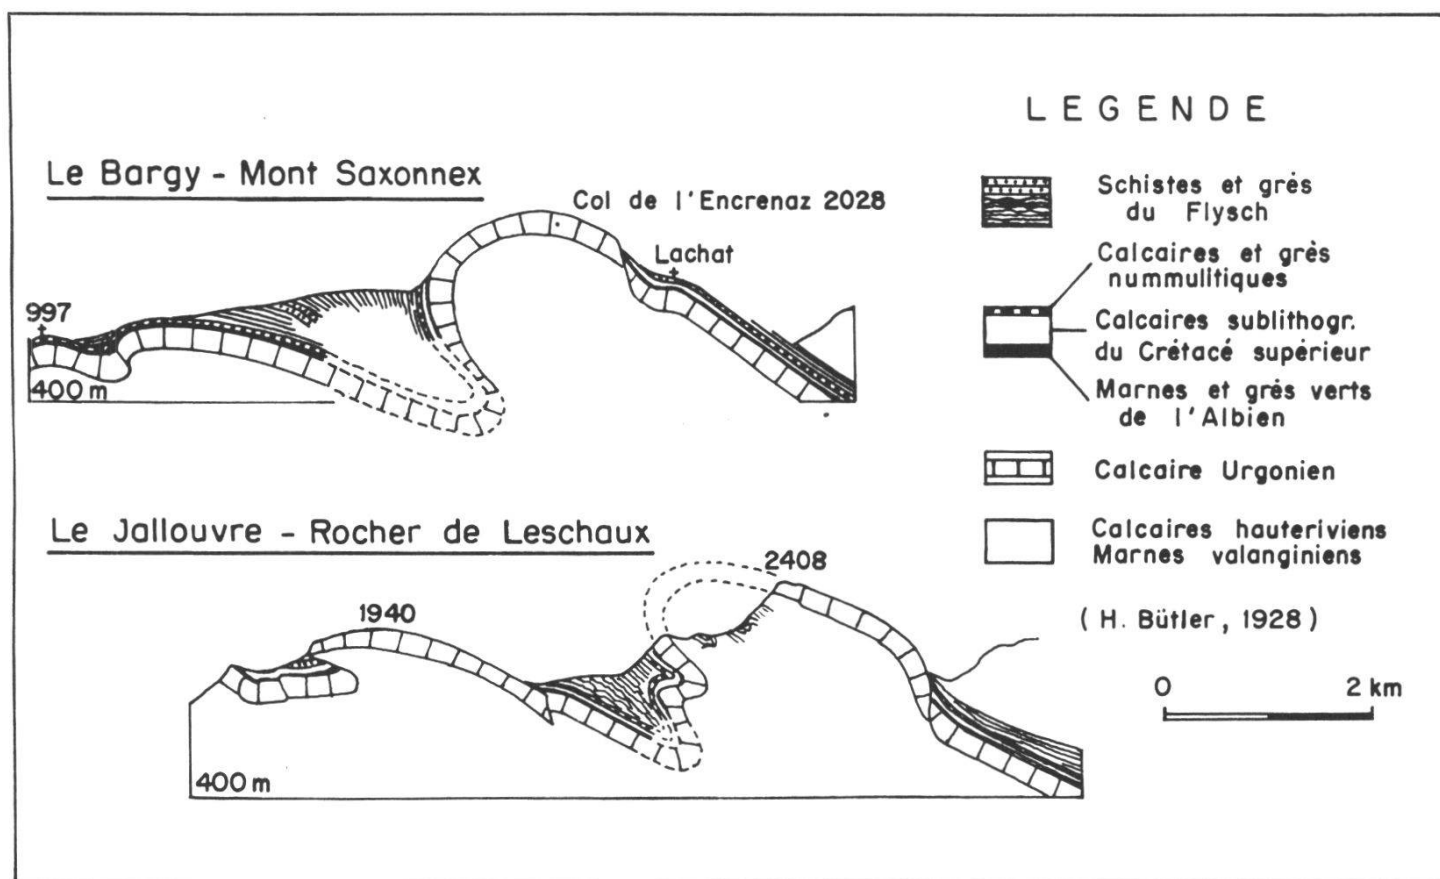 LEGENDE
Le Bargy - Mont Saxonnex
Col de l'Encrenaz 2028
Lachat
997
400 m
Schistes et grès
du Flysch
Calcaires et grès
nummulitiques
Calcaires sublithogr.
du Crétacé supérieur
Marnes et grès verts
de l'Albien
Calcaire Urgonien
Calcaires hauteriviens
Marnes valanginiens
(H. Bütler, 1928)
0 2 km
Le Jallouvre - Rocher de Leschaux
2408
1940
400 m